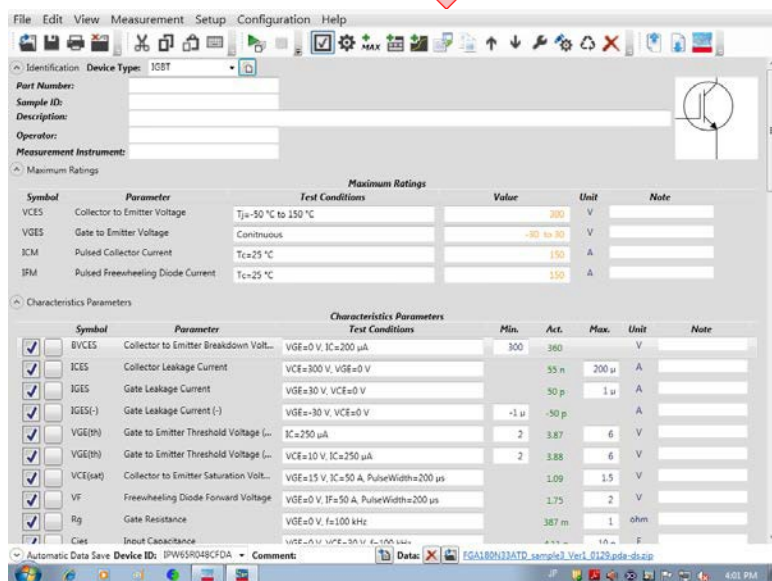 File Edit View Measurement Setup Configuration Help
Identification Device Type: IGBT
Part Number:
Sample ID:
Description:
Operator:
Measurement Instrument:
Maximum Ratings
Maximum Ratings
Symbol Parameter Test Conditions Value Unit Note
VCES Collector to Emitter Voltage Tj=-50 °C to 150 °C 300 V
VGES Gate to Emitter Voltage Conitnuous -30 to 30 V
ICM Pulsed Collector Current Tc=25 °C 150 A
IFM Pulsed Freewheeling Diode Current Tc=25 °C 150 A
Characteristics Parameters
Characteristics Parameters
Symbol Parameter Test Conditions Min. Act. Max. Unit Note
BVCES Collector to Emitter Breakdown Volt... VGE=0 V, IC=200 µA 300 360 V
ICES Collector Leakage Current VCE=300 V, VGE=0 V 55 n 200 µ A
IGES Gate Leakage Current VGE=30 V, VCE=0 V 50 p 1 µ A
IGES(-) Gate Leakage Current (-) VGE=-30 V, VCE=0 V -1 µ -50 p A
VGE(th) Gate to Emitter Threshold Voltage (... IC=250 µA 2 3.87 6 V
VGE(th) Gate to Emitter Threshold Voltage (... VCE=10 V, IC=250 µA 2 3.88 6 V
VCE(sat) Collector to Emitter Saturation Volt... VGE=15 V, IC=50 A, PulseWidth=200 µs 1.09 1.5 V
VF Freewheeling Diode Forward Voltage VGE=0 V, IF=50 A, PulseWidth=200 µs 1.75 2 V
Rg Gate Resistance VGE=0 V, f=100 kHz 387 m 1 ohm
Cies Input Capacitance VGE=0 V, VCE=30 V, f=100 kHz 10 n F
Automatic Data Save Device ID: IPW65R048CFDA Comment: Data: FGA180N33ATD_sample3_Ver1_0129.pda-ds.zip
JP 4:01 PM